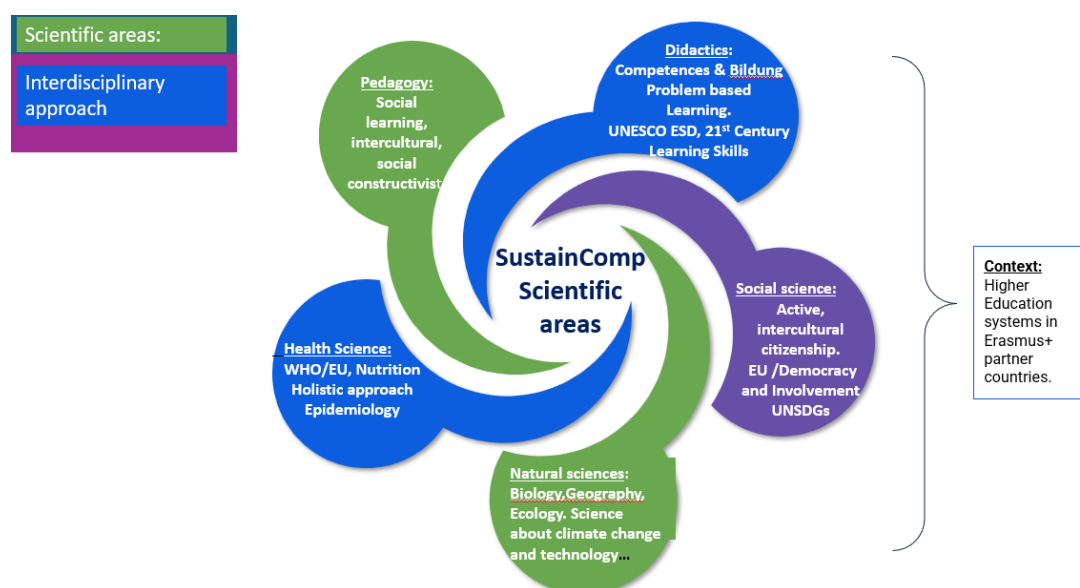 Scientific areas:
Interdisciplinary
approach
Pedagogy:
Social
learning,
intercultural,
social
constructivist
Didactics:
Competences & Bildung
Problem based
Learning.
UNESCO ESD, 21st Century
Learning Skills
SustainComp
Scientific
areas
Social science:
Active,
intercultural
citizenship.
EU /Democracy
and Involvement
UNSDGs
Health Science:
WHO/EU, Nutrition
Holistic approach
Epidemiology
Natural sciences:
Biology,Geography,
Ecology. Science
about climate change
and technology...
Context:
Higher
Education
systems in
Erasmus+
partner
countries.